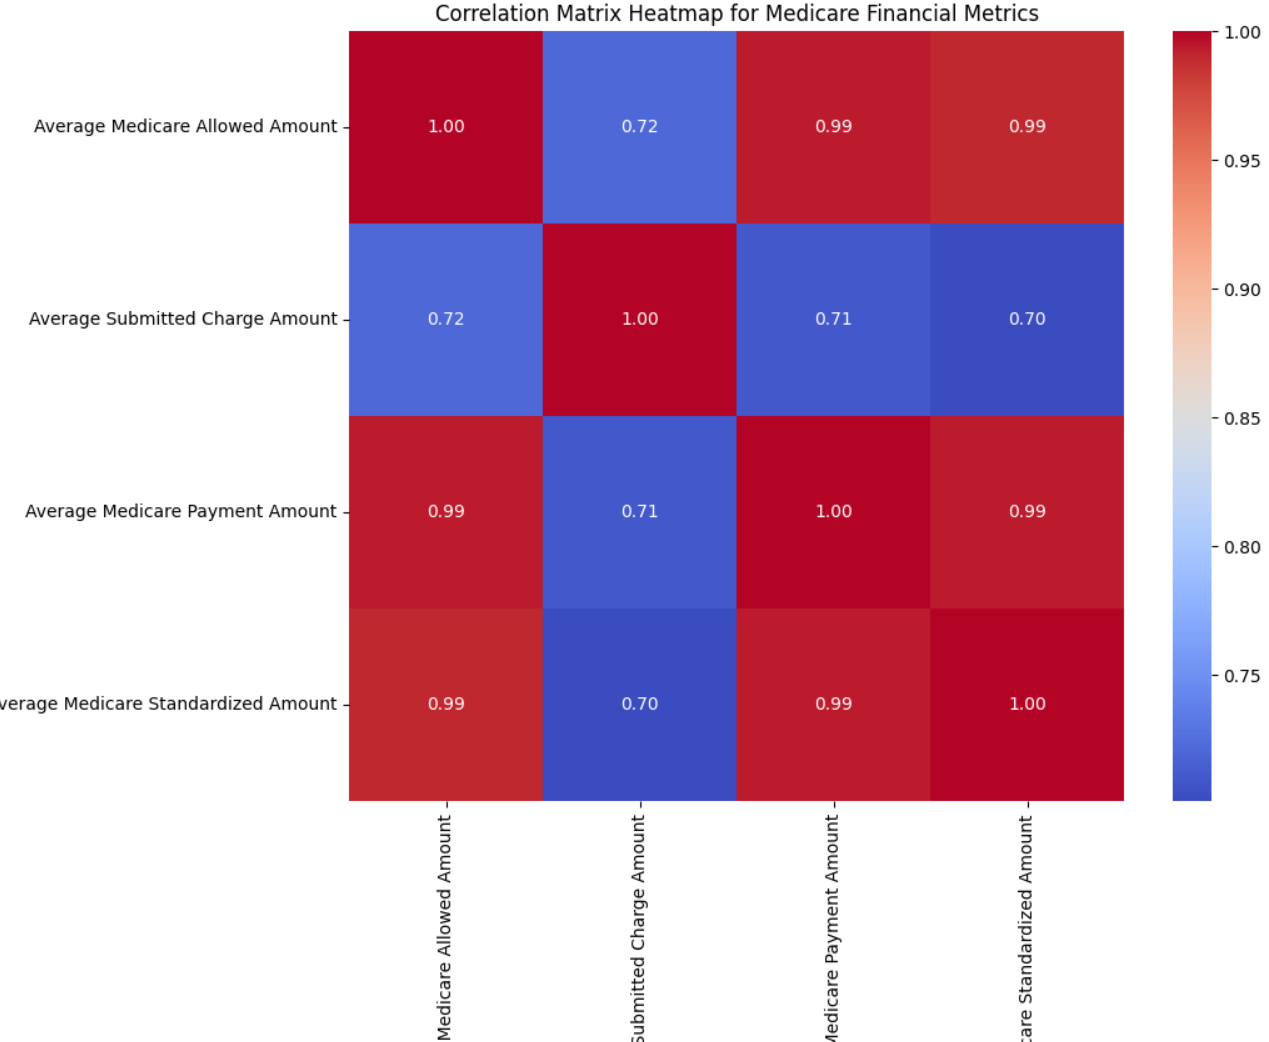 Correlation Matrix Heatmap for Medicare Financial Metrics
Average Medicare Allowed Amount
1.00 0.72 0.99 0.99
Average Submitted Charge Amount
0.72 1.00 0.71 0.70
Average Medicare Payment Amount
0.99 0.71 1.00 0.99
verage Medicare Standardized Amount
0.99 0.70 0.99 1.00
Medicare Allowed Amount
Submitted Charge Amount
Medicare Payment Amount
care Standardized Amount
1.00
0.95
0.90
0.85
0.80
0.75